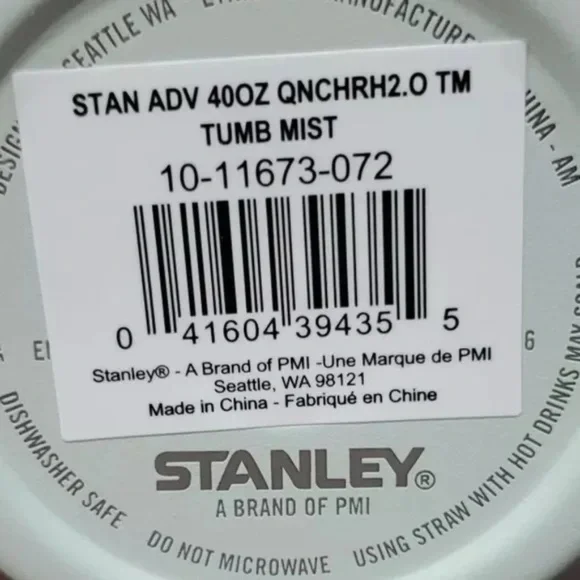 SEATTLE WA
STAN ADV 40OZ QNCHRH2.O TM
TUMB MIST
10-11673-072
0 41604 39435 5
Stanley® - A Brand of PMI -Une Marque de PMI
Seattle, WA 98121
Made in China - Fabriqué en Chine
STANLEY®
A BRAND OF PMI
DISHWASHER SAFE
DO NOT MICROWAVE
USING STRAW WITH HOT DRINKS MAY SCALD